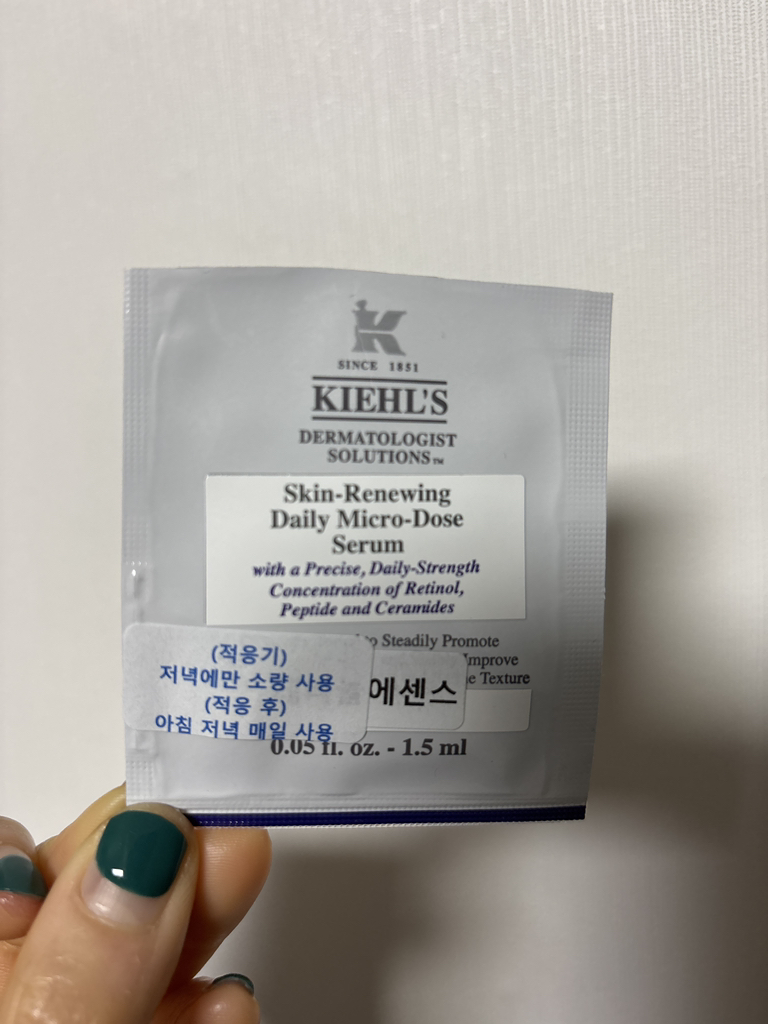 K
SINCE 1851
KIEHL'S
DERMATOLOGIST
SOLUTIONS™
Skin-Renewing
Daily Micro-Dose
Serum
with a Precise, Daily-Strength
Concentration of Retinol,
Peptide and Ceramides
to Steadily Promote
Improve
Texture
(적응기)
저녁에만 소량 사용
(적응 후)
아침 저녁 매일 사용
에센스
0.05 fl. oz. - 1.5 ml